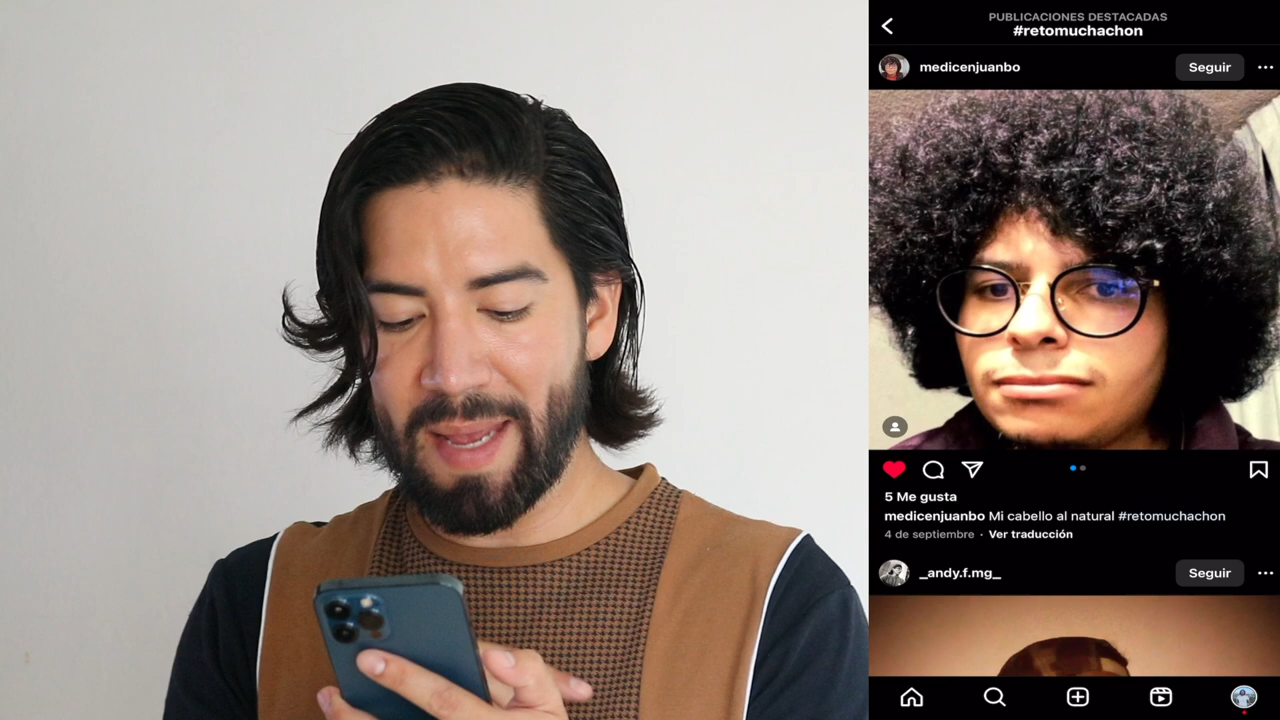 PUBLICACIONES DESTACADAS
#retomuchachon
medicenjuanbo
Seguir
5 Me gusta
medicenjuanbo Mi cabello al natural #retomuchachon
4 de septiembre · Ver traducción
_andy.f.mg_
Seguir